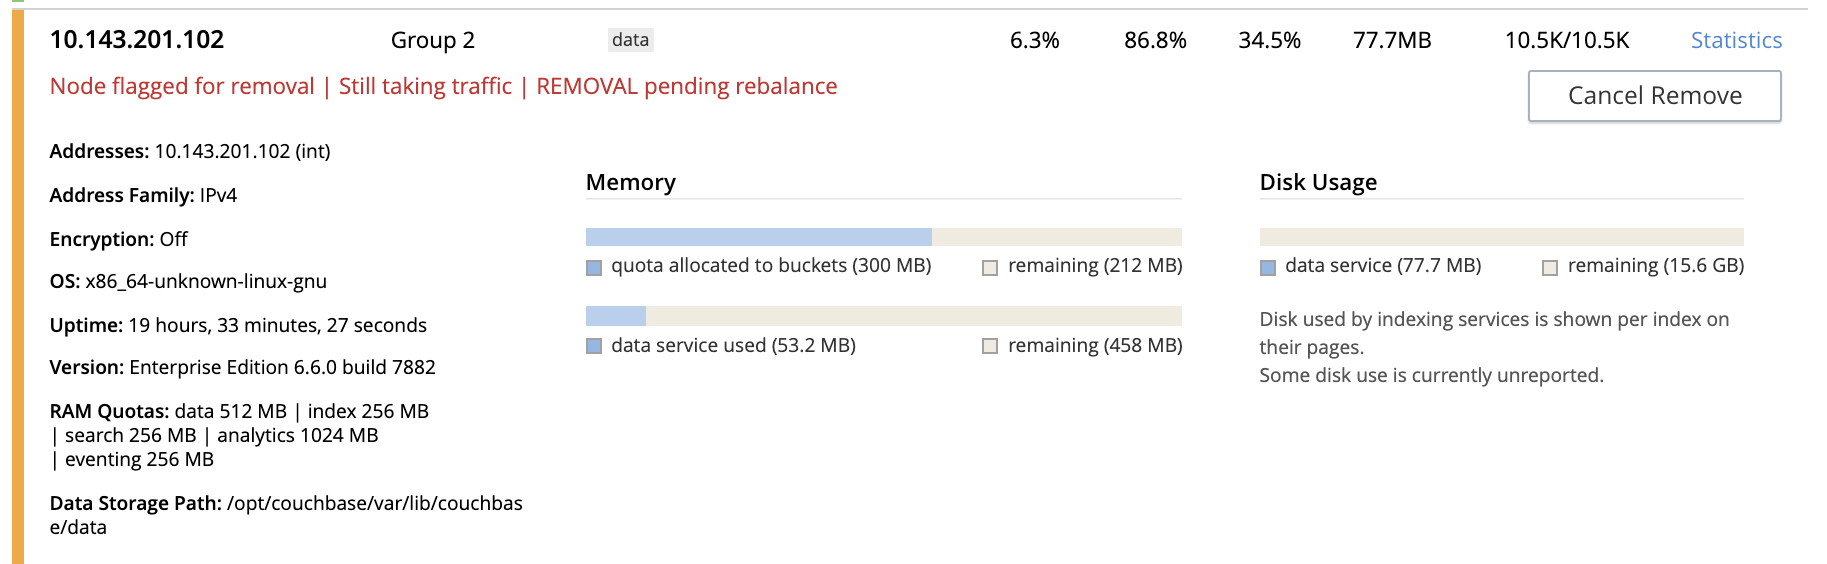 10.143.201.102 Group 2 data 6.3% 86.8% 34.5% 77.7MB 10.5K/10.5K Statistics
Node flagged for removal | Still taking traffic | REMOVAL pending rebalance
Cancel Remove
Addresses: 10.143.201.102 (int)
Address Family: IPv4
Encryption: Off
OS: x86_64-unknown-linux-gnu
Uptime: 19 hours, 33 minutes, 27 seconds
Version: Enterprise Edition 6.6.0 build 7882
RAM Quotas: data 512 MB | index 256 MB
| search 256 MB | analytics 1024 MB
| eventing 256 MB
Data Storage Path: /opt/couchbase/var/lib/couchbas
e/data
Memory
quota allocated to buckets (300 MB) remaining (212 MB)
data service used (53.2 MB) remaining (458 MB)
Disk Usage
data service (77.7 MB) remaining (15.6 GB)
Disk used by indexing services is shown per index on
their pages.
Some disk use is currently unreported.